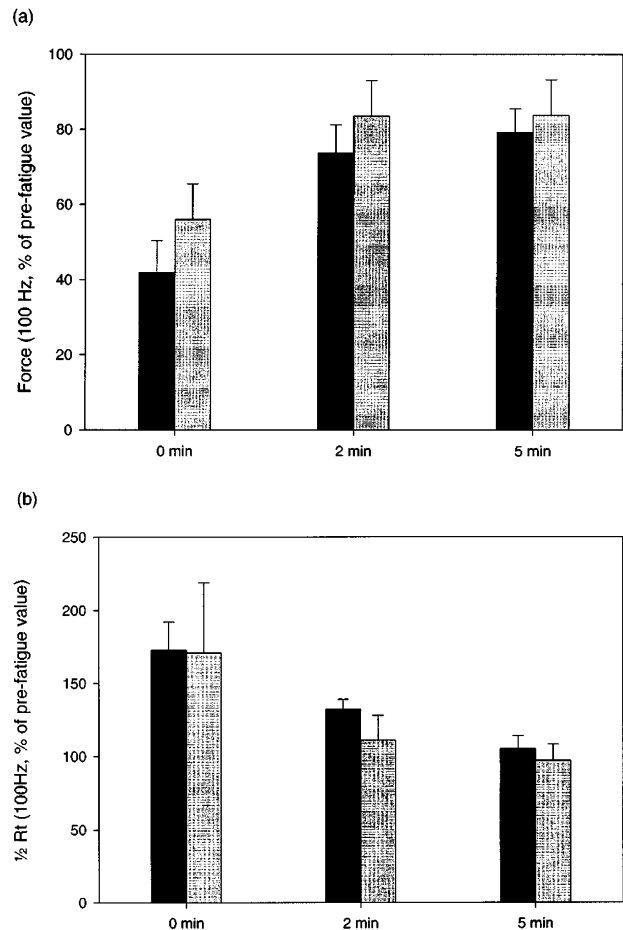 (a)
Force (100 Hz, % of pre-fatigue value)
100
80
60
40
20
0
0 min
2 min
5 min
(b)
½ Rt (100Hz, % of pre-fatigue value)
250
200
150
100
50
0
0 min
2 min
5 min